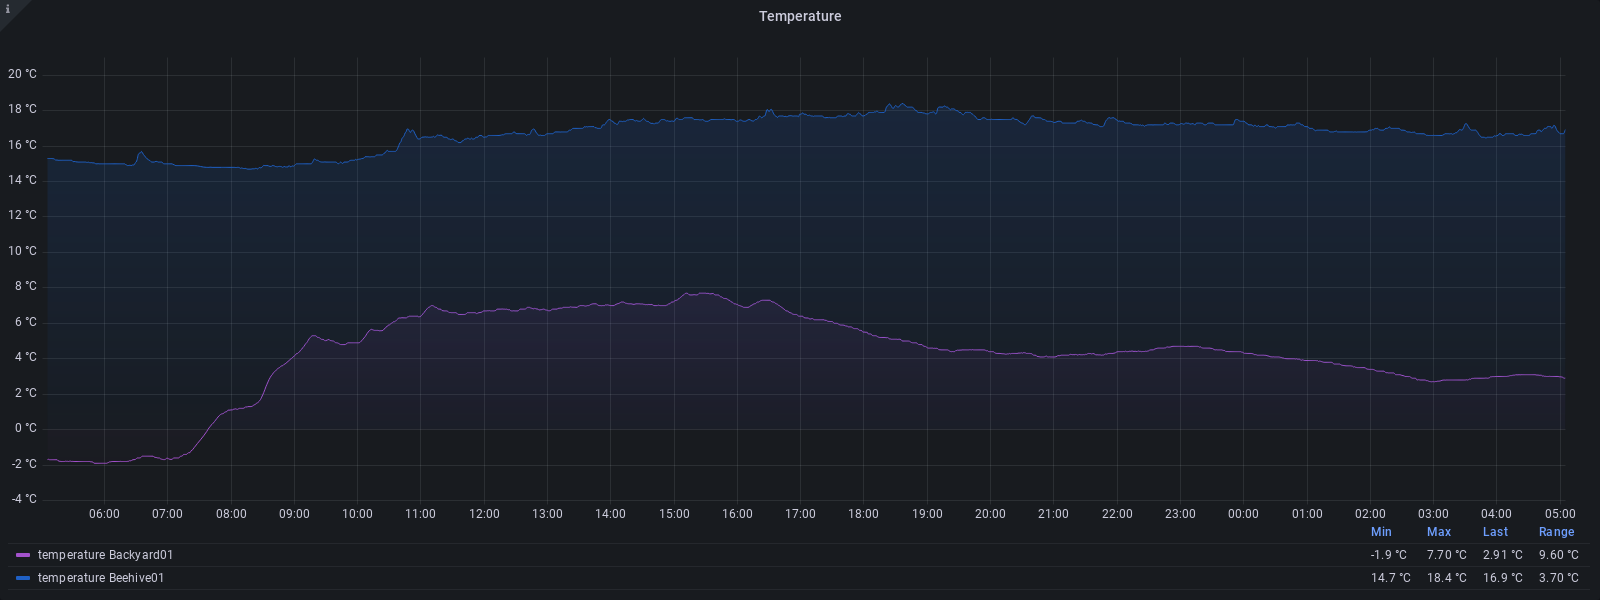 i
Temperature
20 °C
18 °C
16 °C
14 °C
12 °C
10 °C
8 °C
6 °C
4 °C
2 °C
0 °C
-2 °C
-4 °C
06:00 07:00 08:00 09:00 10:00 11:00 12:00 13:00 14:00 15:00 16:00 17:00 18:00 19:00 20:00 21:00 22:00 23:00 00:00 01:00 02:00 03:00 04:00 05:00
Min Max Last Range
temperature Backyard01 -1.9 °C 7.70 °C 2.91 °C 9.60 °C
temperature Beehive01 14.7 °C 18.4 °C 16.9 °C 3.70 °C